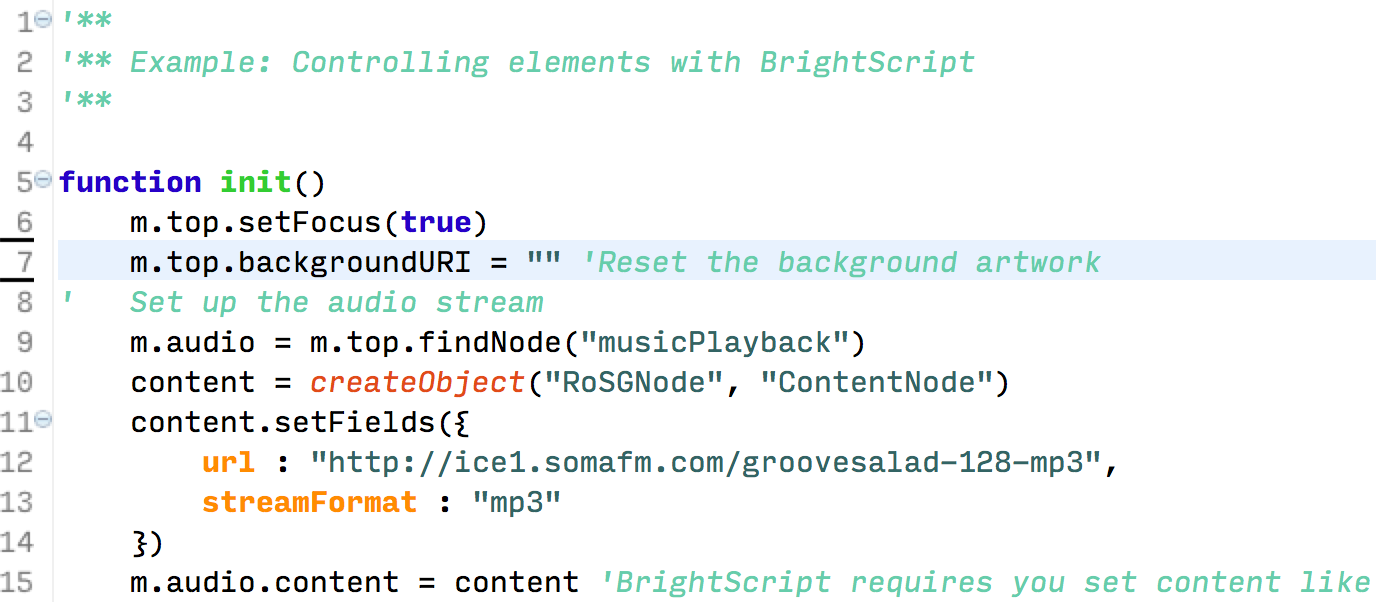 1 '**
2 '** Example: Controlling elements with BrightScript
3 '**
4
5 function init()
6     m.top.setFocus(true)
7     m.top.backgroundURI = "" 'Reset the background artwork
8 '   Set up the audio stream
9     m.audio = m.top.findNode("musicPlayback")
10     content = createObject("RoSGNode", "ContentNode")
11     content.setFields({
12         url : "http://ice1.somafm.com/groovesalad-128-mp3",
13         streamFormat : "mp3"
14     })
15     m.audio.content = content 'BrightScript requires you set content like